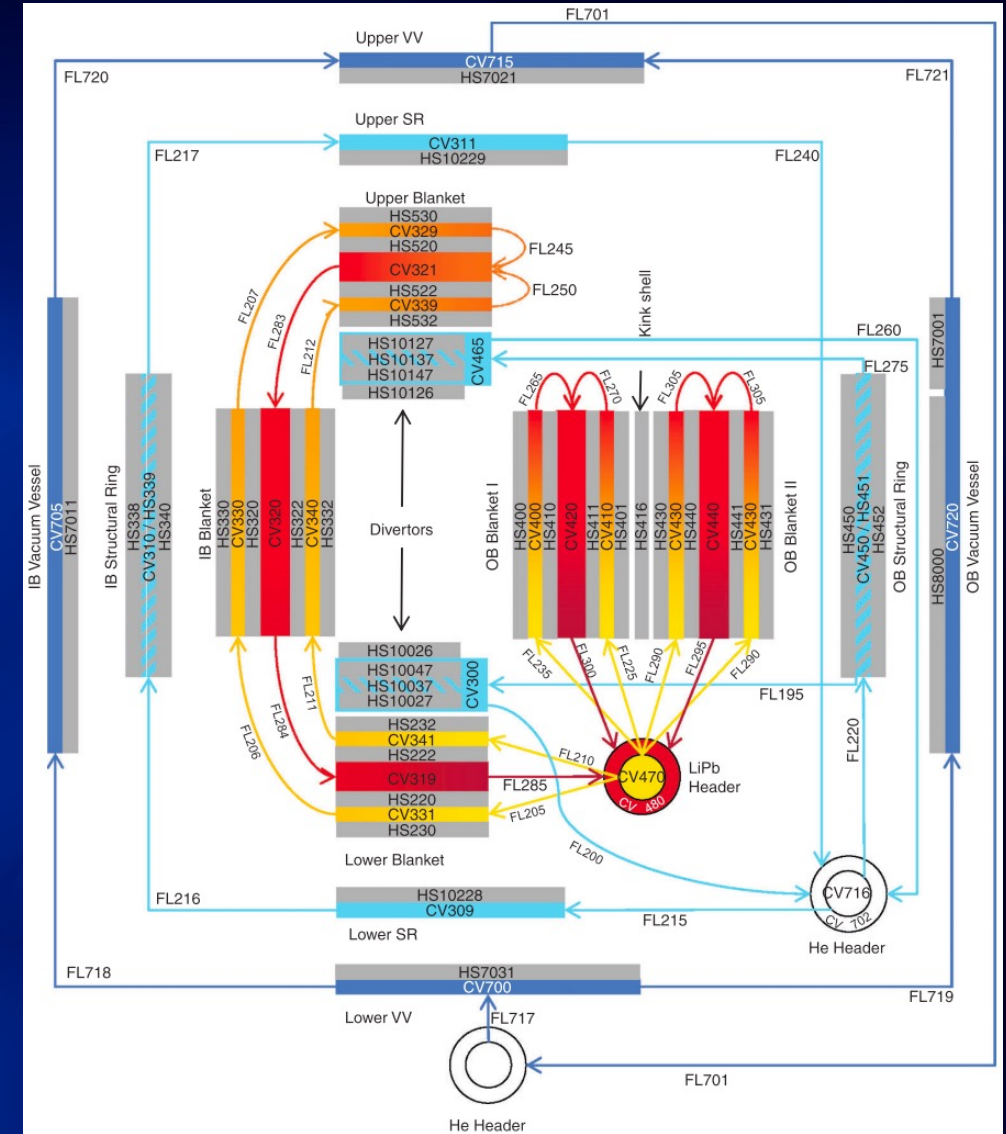 FL701
Upper VV
CV715
HS7021
FL720
FL721
Upper SR
CV311
HS10229
FL217
FL240
Upper Blanket
HS530
CV329
HS520
CV321
HS522
CV339
HS532
FL245
FL250
FL207
FL283
FL212
HS10127
HS10137
HS10147
HS10126
CV465
Kink shell
FL260
FL275
HS7001
FL265
FL270
FL305
FL305
IB Vacuum Vessel
CV705
HS7011
IB Structural Ring
HS338
CV310 / HS339
HS340
HS330
CV330
HS320
CV320
HS322
CV340
HS332
IB Blanket
Divertors
OB Blanket I
HS400
CV400
HS410
CV420
HS411
CV410
HS401
HS416
HS430
CV430
HS440
CV440
HS441
CV430
HS431
OB Blanket II
HS450
CV450 / HS451
HS452
OB Structural Ring
HS8000
CV720
OB Vacuum Vessel
HS10026
HS10047
HS10037
HS10027
CV300
FL235
FL300
FL225
FL290
FL295
FL290
FL195
FL220
FL211
FL284
FL206
HS232
CV341
HS222
CV319
HS220
CV331
HS230
FL210
FL285
FL205
CV470
CV 480
LiPb
Header
Lower Blanket
FL200
FL216
HS10228
CV309
Lower SR
FL215
CV716
CV 702
He Header
FL718
HS7031
CV700
Lower VV
FL717
FL719
FL701
He Header